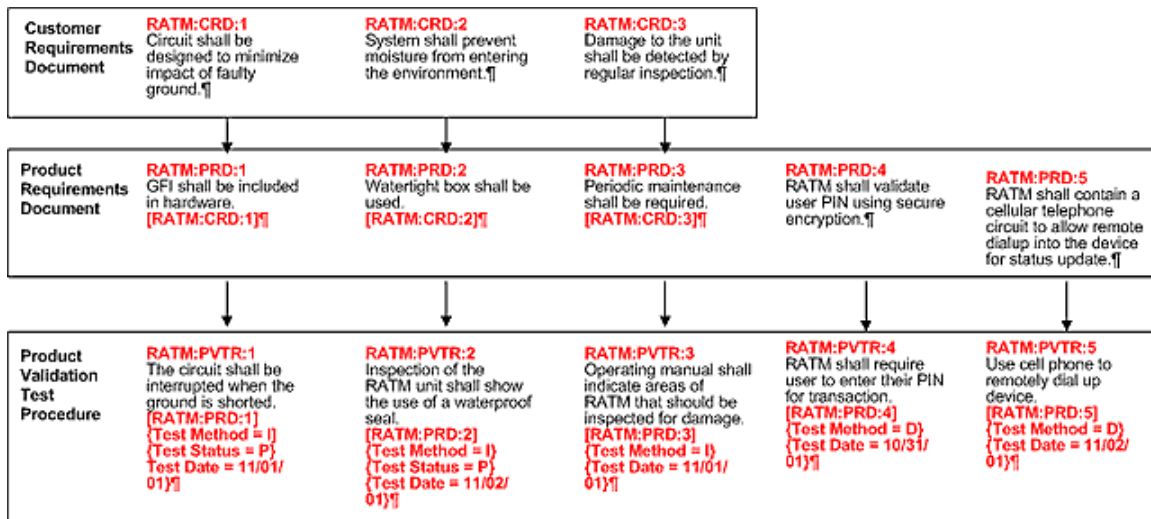 Customer
Requirements
Document
RATM:CRD:1
Circuit shall be
designed to minimize
impact of faulty
ground.¶
RATM:CRD:2
System shall prevent
moisture from entering
the environment.¶
RATM:CRD:3
Damage to the unit
shall be detected by
regular inspection.¶
Product
Requirements
Document
RATM:PRD:1
GFI shall be included
in hardware.
[RATM:CRD:1]¶
RATM:PRD:2
Watertight box shall be
used.
[RATM:CRD:2]¶
RATM:PRD:3
Periodic maintenance
shall be required.
[RATM:CRD:3]¶
RATM:PRD:4
RATM shall validate
user PIN using secure
encryption.¶
RATM:PRD:5
RATM shall contain a
cellular telephone
circuit to allow remote
dialup into the device
for status update.¶
Product
Validation
Test
Procedure
RATM:PVTR:1
The circuit shall be
interrupted when the
ground is shorted.
[RATM:PRD:1]
{Test Method = I]
{Test Status = P}
Test Date = 11/01/
01}¶
RATM:PVTR:2
Inspection of the
RATM unit shall show
the use of a waterproof
seal.
[RATM:PRD:2]
{Test Method = I}
{Test Status = P}
{Test Date = 11/02/
01}¶
RATM:PVTR:3
Operating manual shall
indicate areas of
RATM that should be
inspected for damage.
[RATM:PRD:3]
{Test Method = I}
{Test Date = 11/01/
01}¶
RATM:PVTR:4
RATM shall require
user to enter their PIN
for transaction.
[RATM:PRD:4]
{Test Method = D}
{Test Date = 10/31/
01}¶
RATM:PVTR:5
Use cell phone to
remotely dial up
device.
[RATM:PRD:5]
{Test Method = D}
{Test Date = 11/02/
01}¶